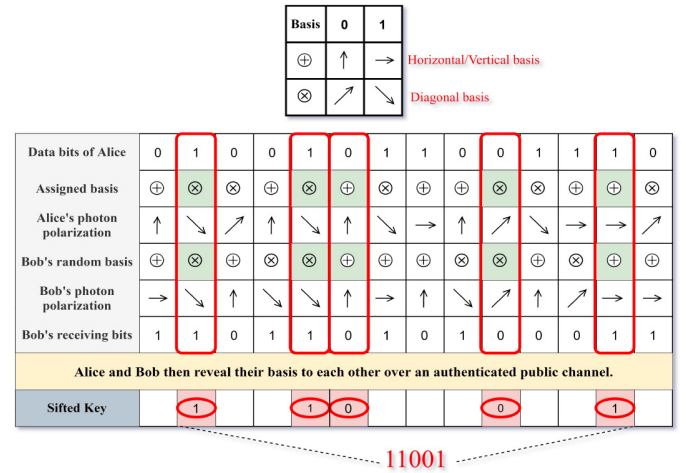 Basis 0 1
⊕ ↑ → Horizontal/Vertical basis
⊗ ↗ ↘ Diagonal basis
Data bits of Alice 0 1 0 0 1 0 1 1 0 0 1 1 1 0
Assigned basis ⊕ ⊗ ⊗ ⊕ ⊗ ⊕ ⊗ ⊕ ⊕ ⊗ ⊗ ⊕ ⊕ ⊗
Alice's photon
polarization ↑ ↘ ↗ ↑ ↘ ↑ ↘ → ↑ ↗ ↘ → → ↗
Bob's random basis ⊕ ⊗ ⊕ ⊗ ⊗ ⊕ ⊕ ⊕ ⊗ ⊗ ⊕ ⊗ ⊕ ⊕
Bob's photon
polarization → ↘ ↑ ↘ ↘ ↑ → ↑ ↘ ↗ ↑ ↗ → →
Bob's receiving bits 1 1 0 1 1 0 1 0 1 0 0 0 1 1
Alice and Bob then reveal their basis to each other over an authenticated public channel.
Sifted Key 1 1 0 0 1
11001